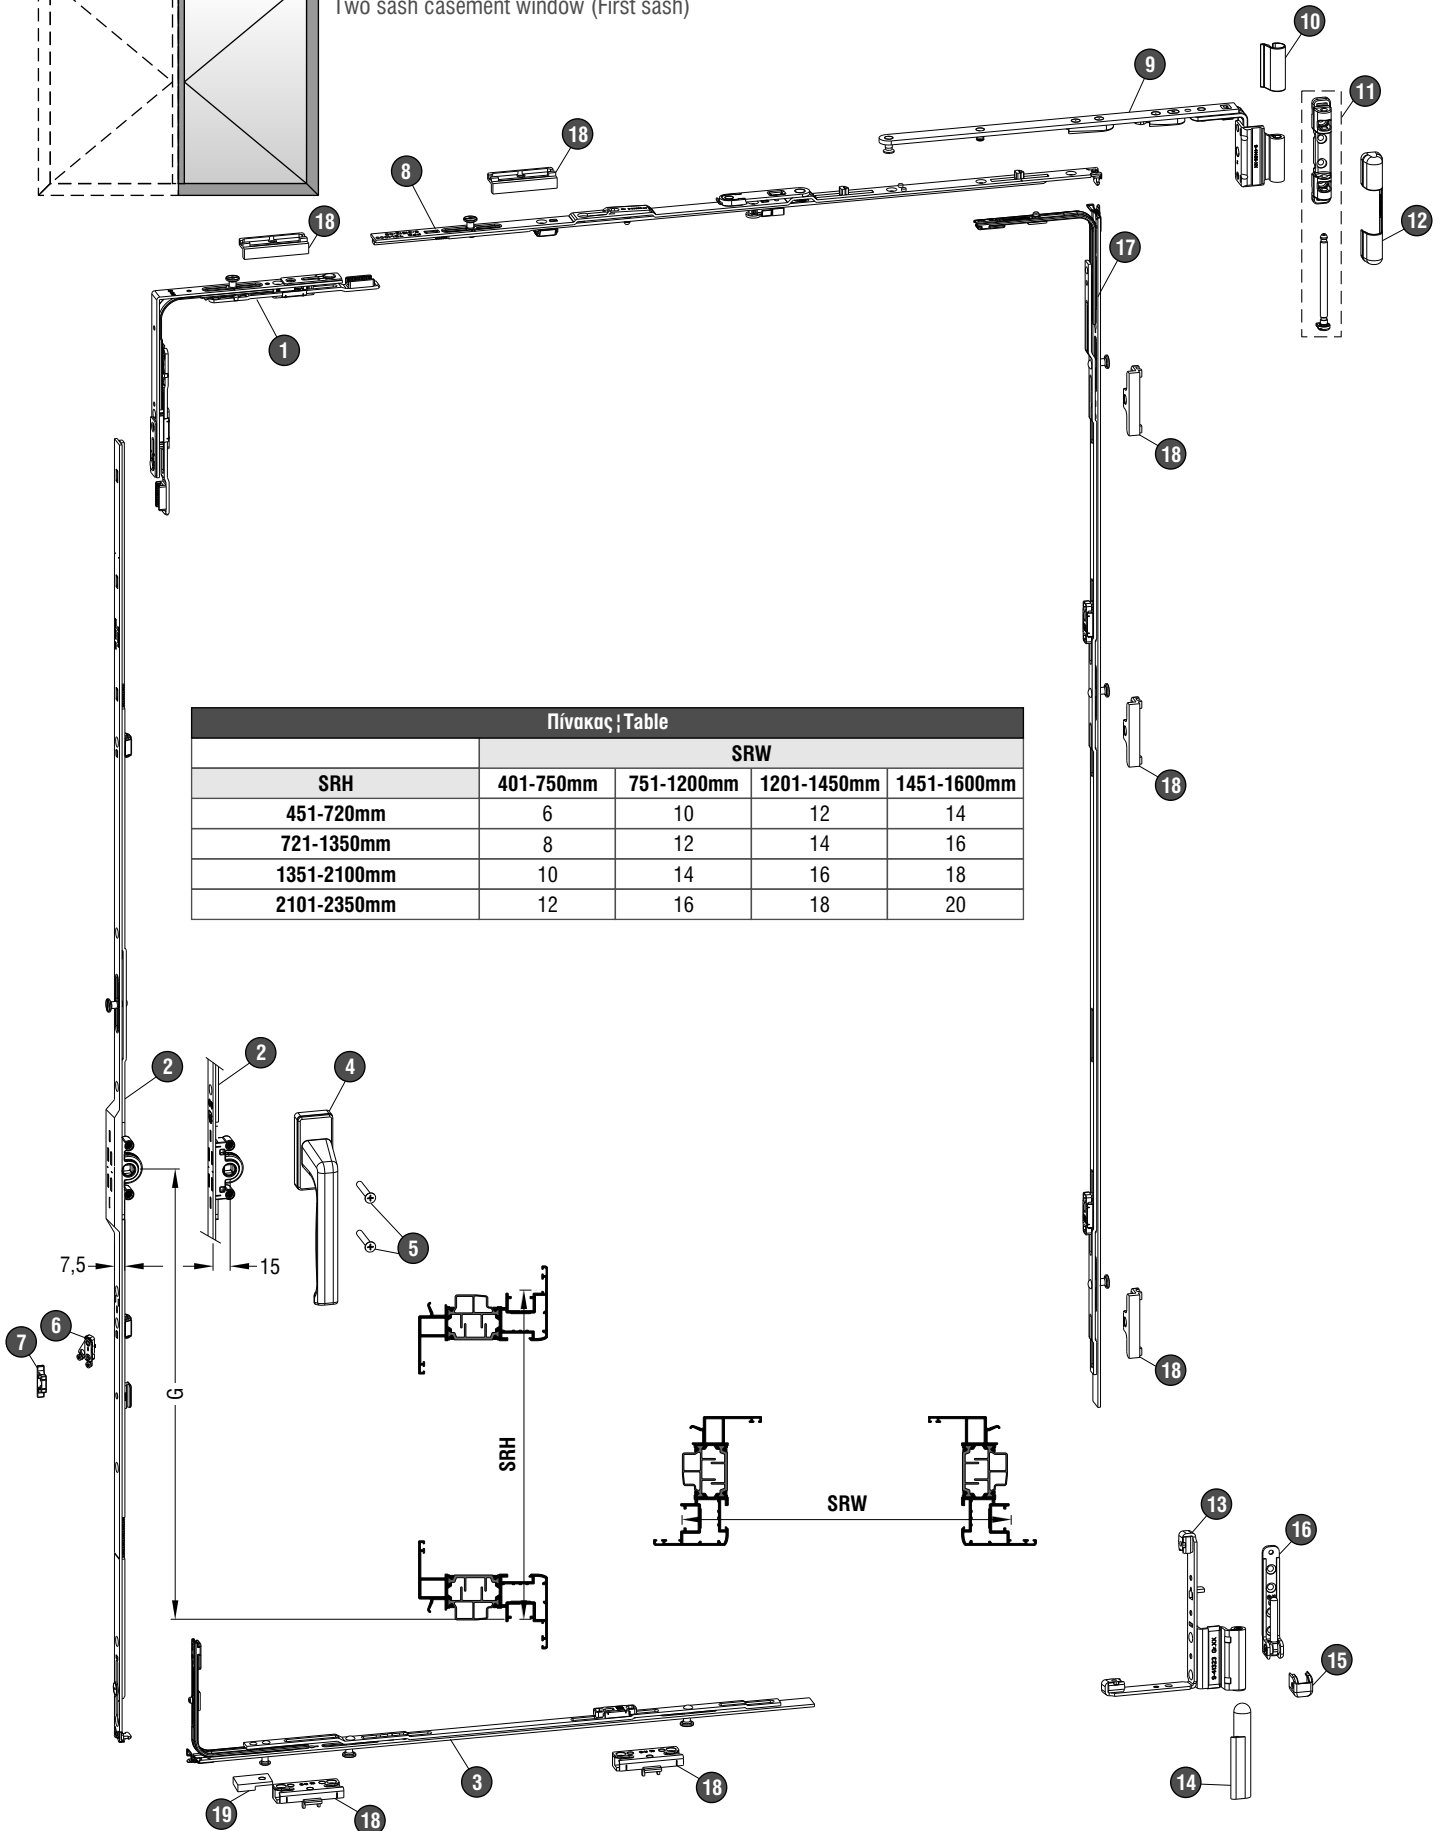 Two sash casement window (First sash)
10
9
11
18
8
12
18
17
1
18
Πίνακας ¦ Table
SRW
SRH 401-750mm 751-1200mm 1201-1450mm 1451-1600mm
451-720mm 6 10 12 14
721-1350mm 8 12 14 16
1351-2100mm 10 14 16 18
2101-2350mm 12 16 18 20
18
2
2
4
5
7,5
15
6
7
18
G
SRH
SRW
13
16
15
3
14
18
19
18